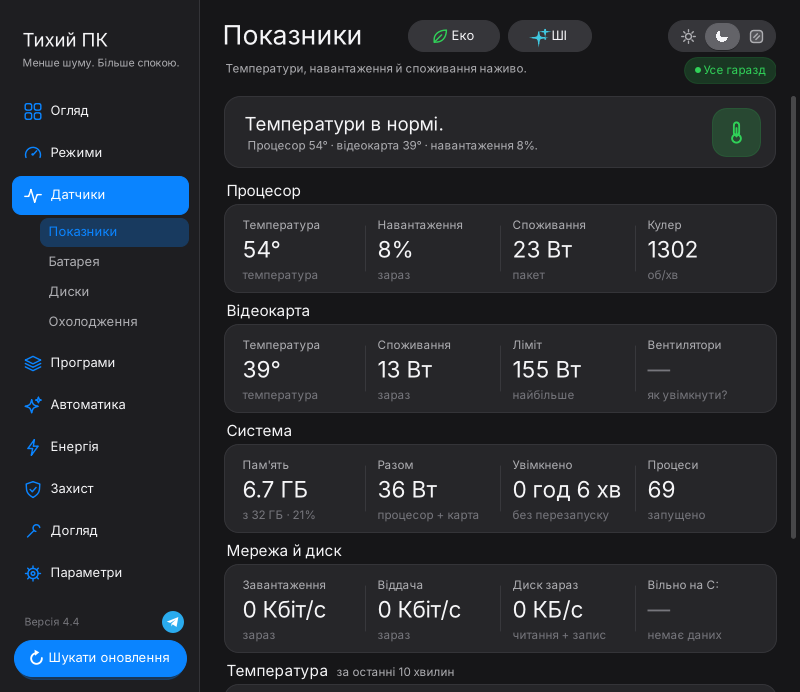 Тихий ПК
Менше шуму. Більше спокою.
Огляд
Режими
Датчики
Показники
Батарея
Диски
Охолодження
Програми
Автоматика
Енергія
Захист
Догляд
Параметри
Версія 4.4
Шукати оновлення
Показники
Еко
ШІ
Температури, навантаження й споживання наживо.
Усе гаразд
Температури в нормі.
Процесор 54° · відеокарта 39° · навантаження 8%.
Процесор
Температура Навантаження Споживання Кулер
54° 8% 23 Вт 1302
температура зараз пакет об/хв
Відеокарта
Температура Споживання Ліміт Вентилятори
39° 13 Вт 155 Вт —
температура зараз найбільше як увімкнути?
Система
Пам'ять Разом Увімкнено Процеси
6.7 ГБ 36 Вт 0 год 6 хв 69
з 32 ГБ · 21% процесор + карта без перезапуску запущено
Мережа й диск
Завантаження Віддача Диск зараз Вільно на C:
0 Кбіт/с 0 Кбіт/с 0 КБ/с —
зараз зараз читання + запис немає даних
Температура за останні 10 хвилин